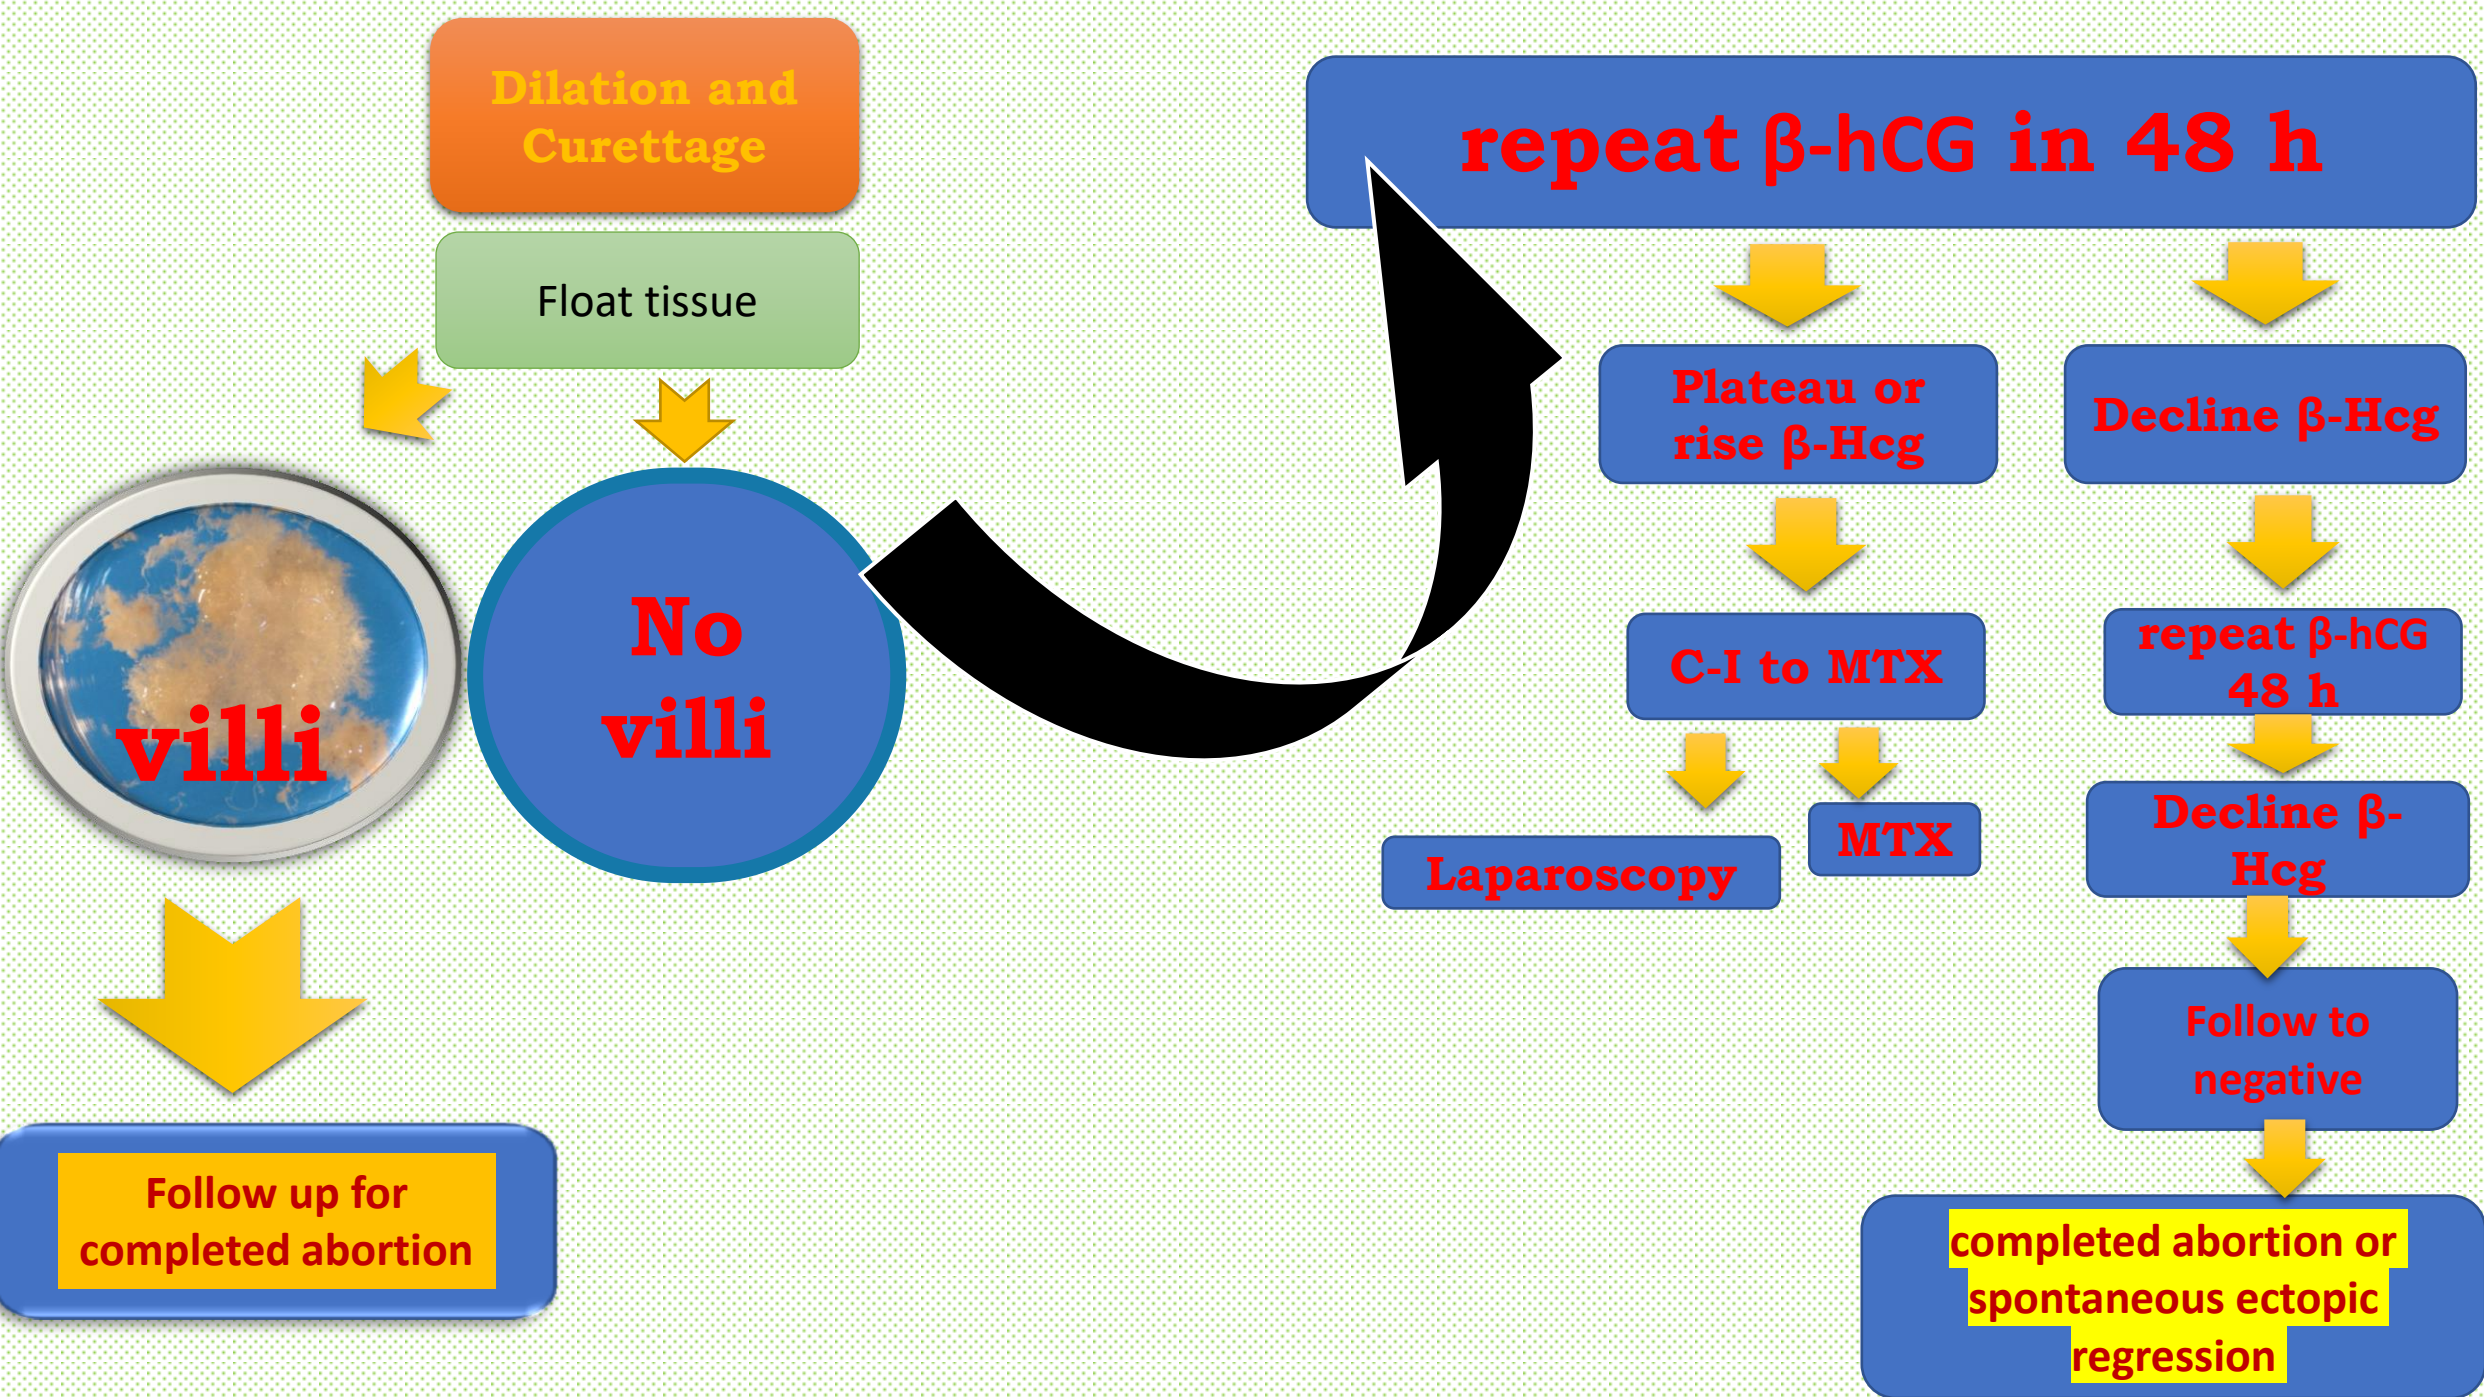 Dilation and
Curettage
Float tissue
villi
No
villi
Follow up for
completed abortion
repeat β-hCG in 48 h
Plateau or
rise β-Hcg
C-I to MTX
Laparoscopy
MTX
Decline β-Hcg
repeat β-hCG
48 h
Decline β-
Hcg
Follow to
negative
completed abortion or
spontaneous ectopic
regression